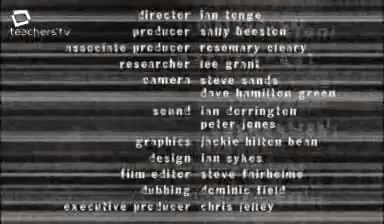 teachers'tv
director ian tonge
producer sally beeston
associate producer rosemary cleary
researcher lee grant
camera steve sands
dave hamilton green
sound ian dorrington
peter jones
graphics jackie hilton bean
design ian sykes
film editor steve fairholme
dubbing dominic field
executive producer chris jelley